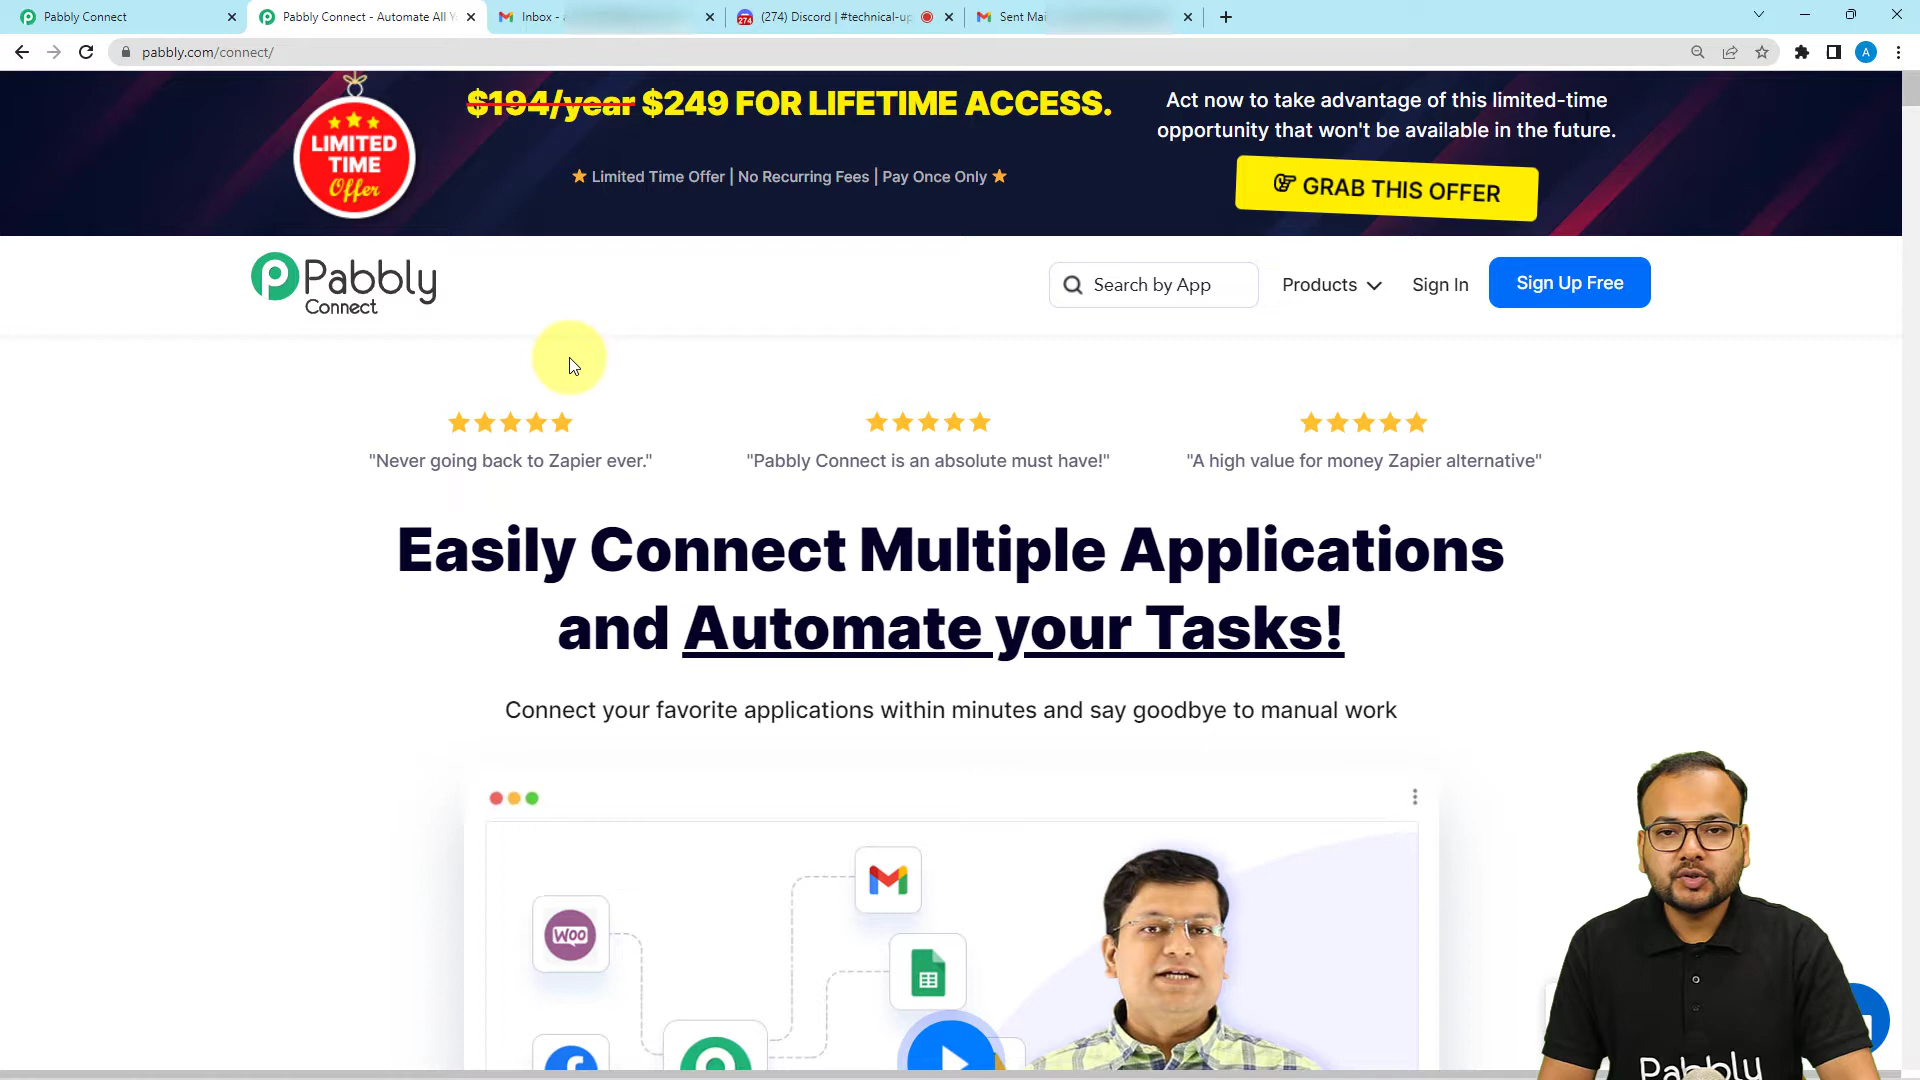 Pabbly Connect
Pabbly Connect - Automate All Y
Inbox -
(274) Discord | #technical-up
Sent Mai
pabbly.com/connect/
A
LIMITED
TIME
Offer
$194/year $249 FOR LIFETIME ACCESS.
Limited Time Offer | No Recurring Fees | Pay Once Only
Act now to take advantage of this limited-time
opportunity that won't be available in the future.
GRAB THIS OFFER
Pabbly
Connect
Search by App
Products
Sign In
Sign Up Free
"Never going back to Zapier ever."
"Pabbly Connect is an absolute must have!"
"A high value for money Zapier alternative"
Easily Connect Multiple Applications
and Automate your Tasks!
Connect your favorite applications within minutes and say goodbye to manual work
WOO
Pabbly